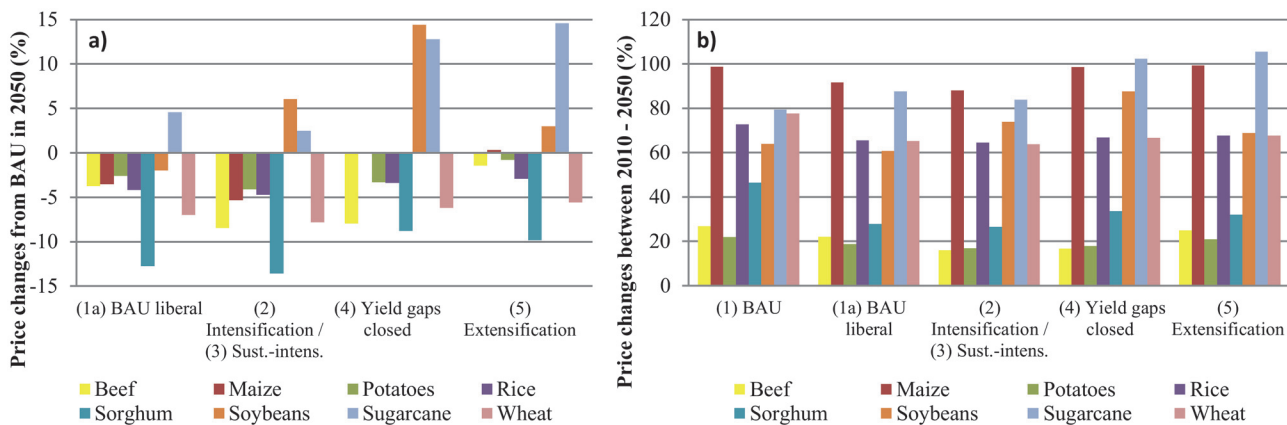 a)
Price changes from BAU in 2050 (%)
15
10
5
0
-5
-10
-15
(1a) BAU liberal
(2)
Intensification /
(3) Sust.-intens.
(4) Yield gaps
closed
(5)
Extensification
Beef
Maize
Potatoes
Rice
Sorghum
Soybeans
Sugarcane
Wheat
b)
Price changes between 2010 - 2050 (%)
120
100
80
60
40
20
0
(1) BAU
(1a) BAU
liberal
(2)
Intensification /
(3) Sust.-intens.
(4) Yield gaps
closed
(5)
Extensification
Beef
Maize
Potatoes
Rice
Sorghum
Soybeans
Sugarcane
Wheat